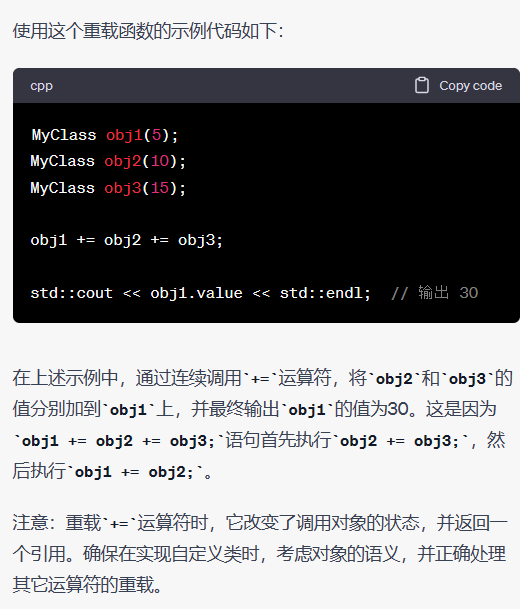 使用这个重载函数的示例代码如下：
cpp Copy code
MyClass obj1(5);
MyClass obj2(10);
MyClass obj3(15);
obj1 += obj2 += obj3;
std::cout << obj1.value << std::endl;  // 输出 30
在上述示例中，通过连续调用`+=`运算符，将`obj2`和`obj3`的
值分别加到`obj1`上，并最终输出`obj1`的值为30。这是因为
`obj1 += obj2 += obj3;`语句首先执行`obj2 += obj3;`，然
后执行`obj1 += obj2;`。
注意：重载`+=`运算符时，它改变了调用对象的状态，并返回一
个引用。确保在实现自定义类时，考虑对象的语义，并正确处理
其它运算符的重载。